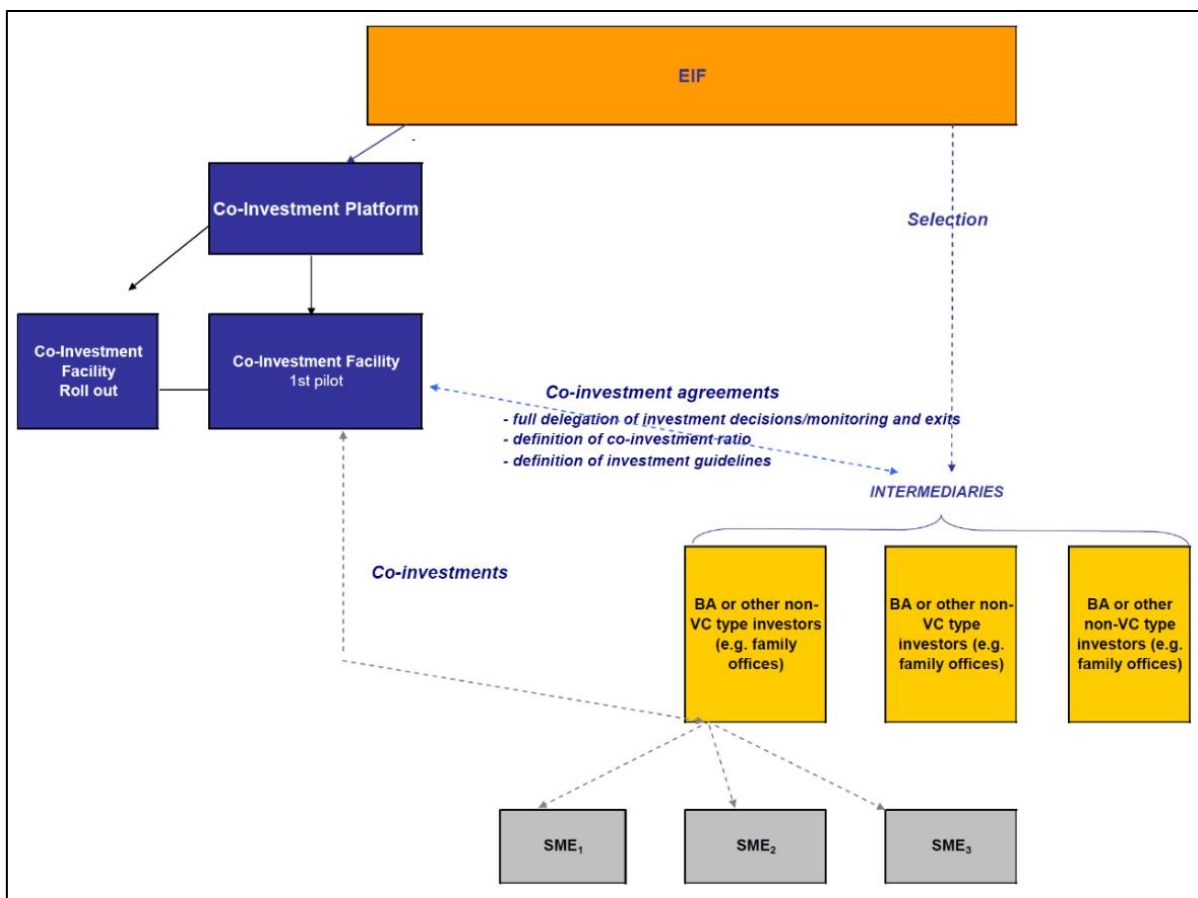 EIF
Co-Investment Platform
Selection
Co-Investment
Facility
Roll out
Co-Investment Facility
1st pilot
Co-investment agreements
- full delegation of investment decisions/monitoring and exits
- definition of co-investment ratio
- definition of investment guidelines
INTERMEDIARIES
Co-investments
BA or other non-
VC type investors
(e.g. family
offices)
BA or other non-
VC type
investors (e.g.
family offices)
BA or other
non-VC type
investors (e.g.
family offices)
SME₁
SME₂
SME₃